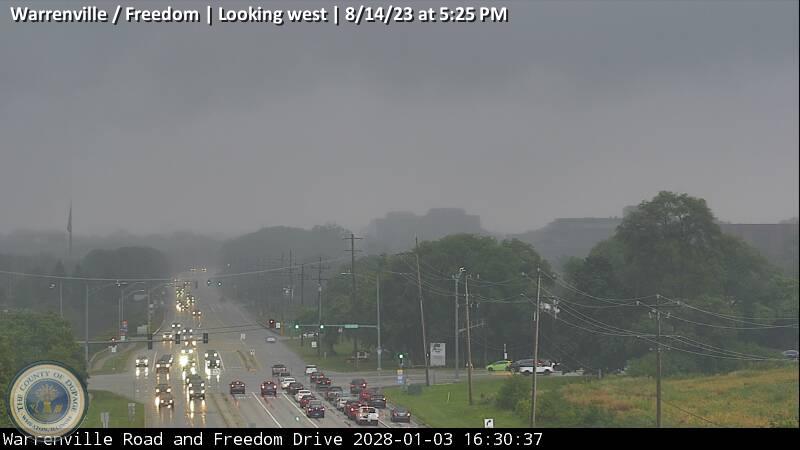 Warrenville / Freedom | Looking west | 8/14/23 at 5:25 PM
THE COUNTY OF DUPAGE
Warrenville Road and Freedom Drive 2028-01-03 16:30:37